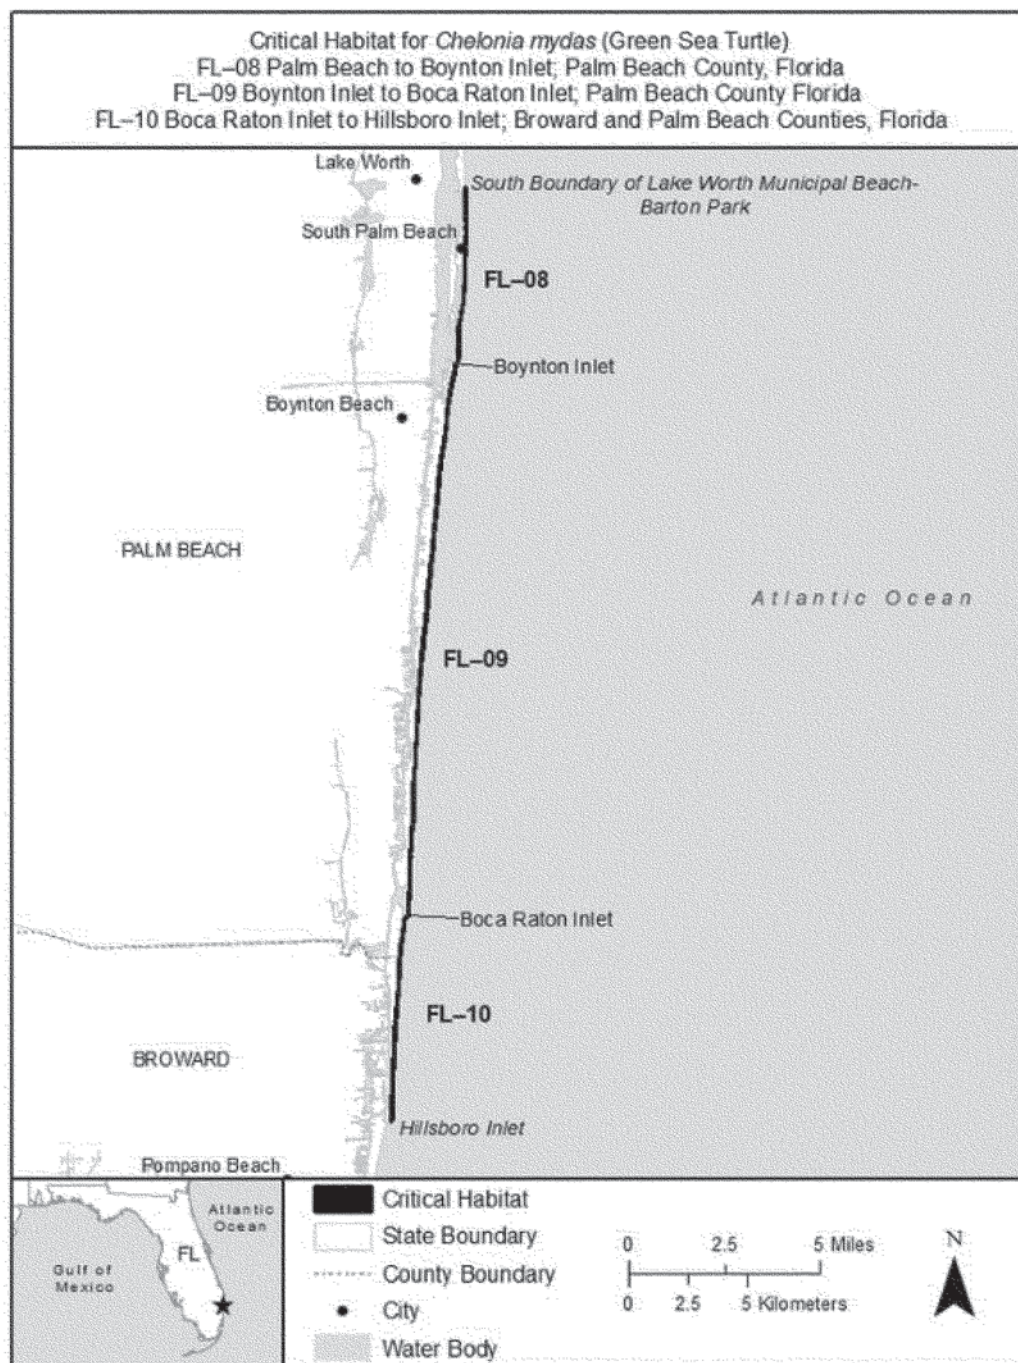 Critical Habitat for Chelonia mydas (Green Sea Turtle)
FL–08 Palm Beach to Boynton Inlet; Palm Beach County, Florida
FL–09 Boynton Inlet to Boca Raton Inlet; Palm Beach County Florida
FL–10 Boca Raton Inlet to Hillsboro Inlet; Broward and Palm Beach Counties, Florida
Lake Worth
South Boundary of Lake Worth Municipal Beach-
Barton Park
South Palm Beach
FL–08
Boynton Inlet
Boynton Beach
PALM BEACH
Atlantic Ocean
FL–09
Boca Raton Inlet
FL–10
BROWARD
Hillsboro Inlet
Pompano Beach
Atlantic
Ocean
FL
Gulf of
Mexico
Critical Habitat
State Boundary
County Boundary
City
Water Body
0 2.5 5 Miles
0 2.5 5 Kilometers
N